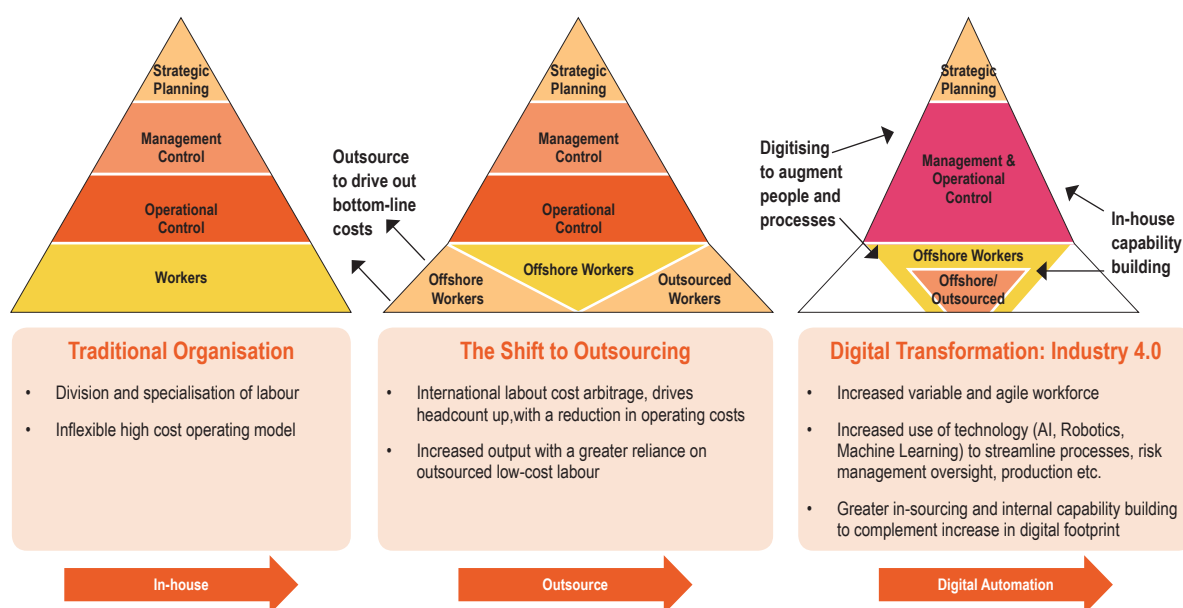 Strategic
Planning
Management
Control
Operational
Control
Workers
Outsource
to drive out
bottom-line
costs
Strategic
Planning
Management
Control
Operational
Control
Offshore Workers
Offshore
Workers
Outsourced
Workers
Digitising
to augment
people and
processes
Strategic
Planning
Management &
Operational
Control
Offshore Workers
Offshore/
Outsourced
In-house
capability
building
Traditional Organisation
• Division and specialisation of labour
• Inflexible high cost operating model
The Shift to Outsourcing
• International labout cost arbitrage, drives
headcount up,with a reduction in operating costs
• Increased output with a greater reliance on
outsourced low-cost labour
Digital Transformation: Industry 4.0
• Increased variable and agile workforce
• Increased use of technology (AI, Robotics,
Machine Learning) to streamline processes, risk
management oversight, production etc.
• Greater in-sourcing and internal capability building
to complement increase in digital footprint
In-house
Outsource
Digital Automation